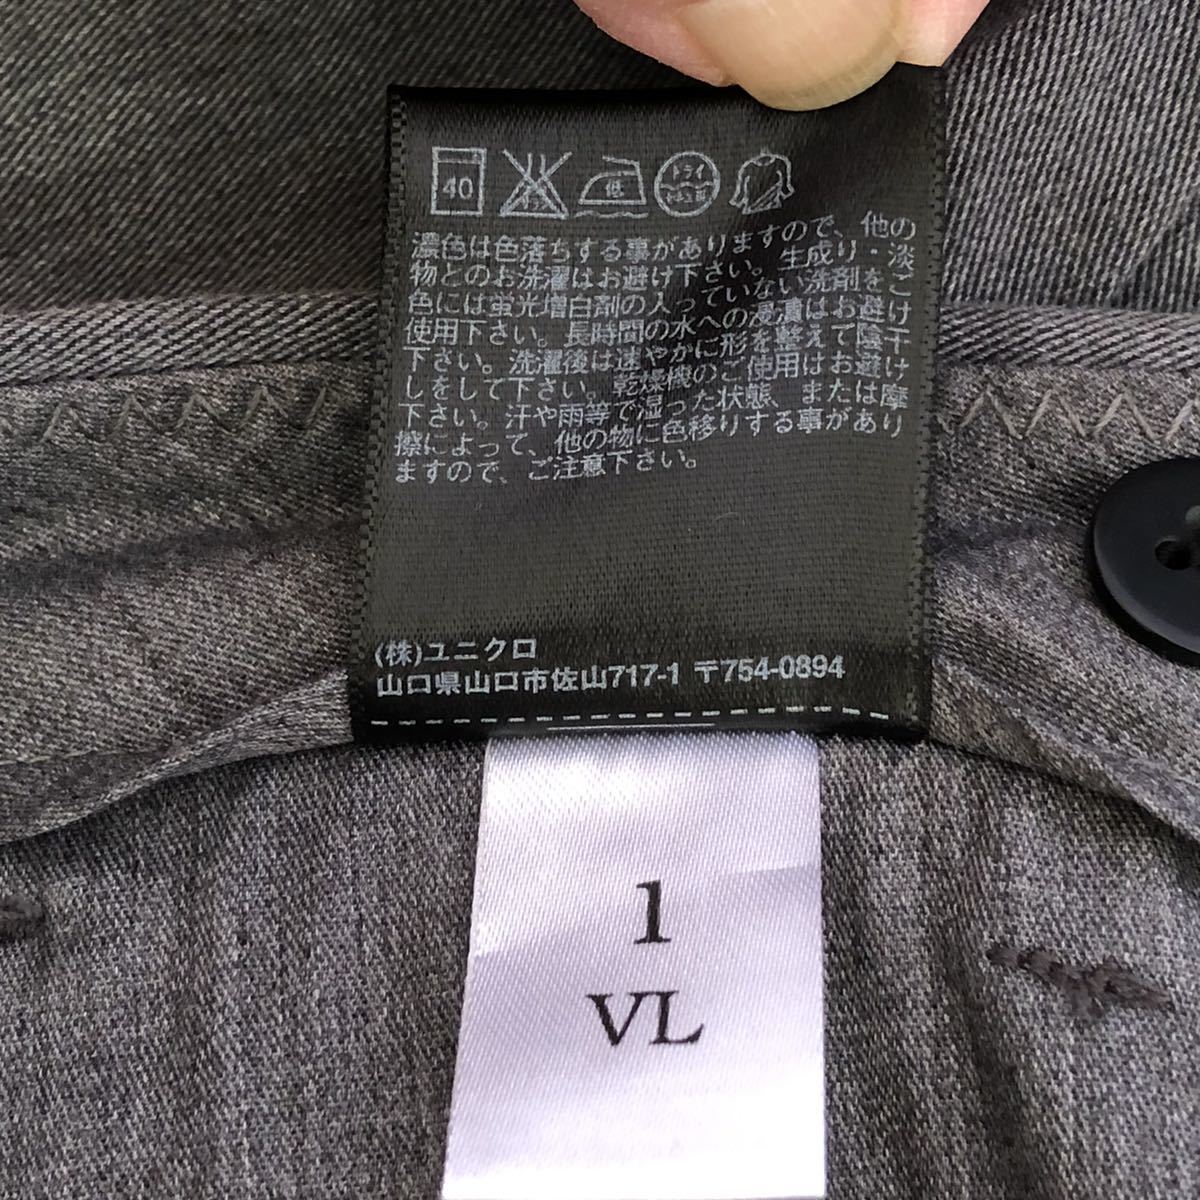 40
低
ドライ
濃色は色落ちする事がありますので、他の
物とのお洗濯はお避け下さい。生成り・淡
色には蛍光増白剤の入っていない洗剤をご
使用下さい。長時間の水への浸漬はお避け
下さい。洗濯後は速やかに形を整えて陰干
しをして下さい。乾燥機のご使用はお避け
下さい。汗や雨等で湿った状態、または摩
擦によって、他の物に色移りする事があり
ますので、ご注意下さい。
(株)ユニクロ
山口県山口市佐山717-1 〒754-0894
1
VL